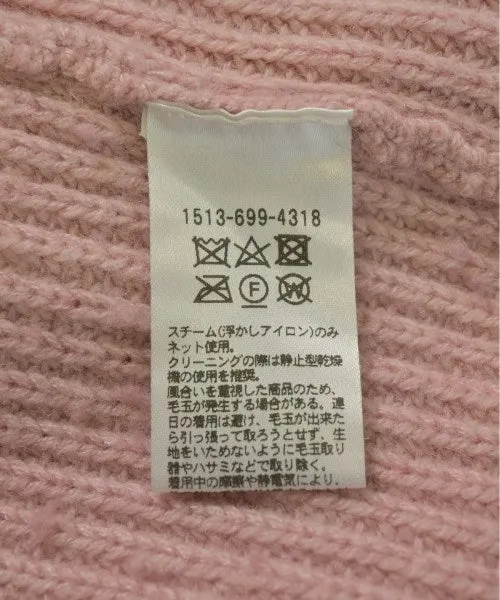 1513-699-4318
F W
スチーム(浮かしアイロン)のみ
ネット使用。
クリーニングの際は静止型乾燥
機の使用を推奨。
風合いを重視した商品のため、
毛玉が発生する場合がある。連
日の着用は避け、毛玉が出来た
ら引っ張って取ろうとせず、生
地をいためないように毛玉取り
器やハサミなどで取り除く。
着用中の摩擦や静電気により、